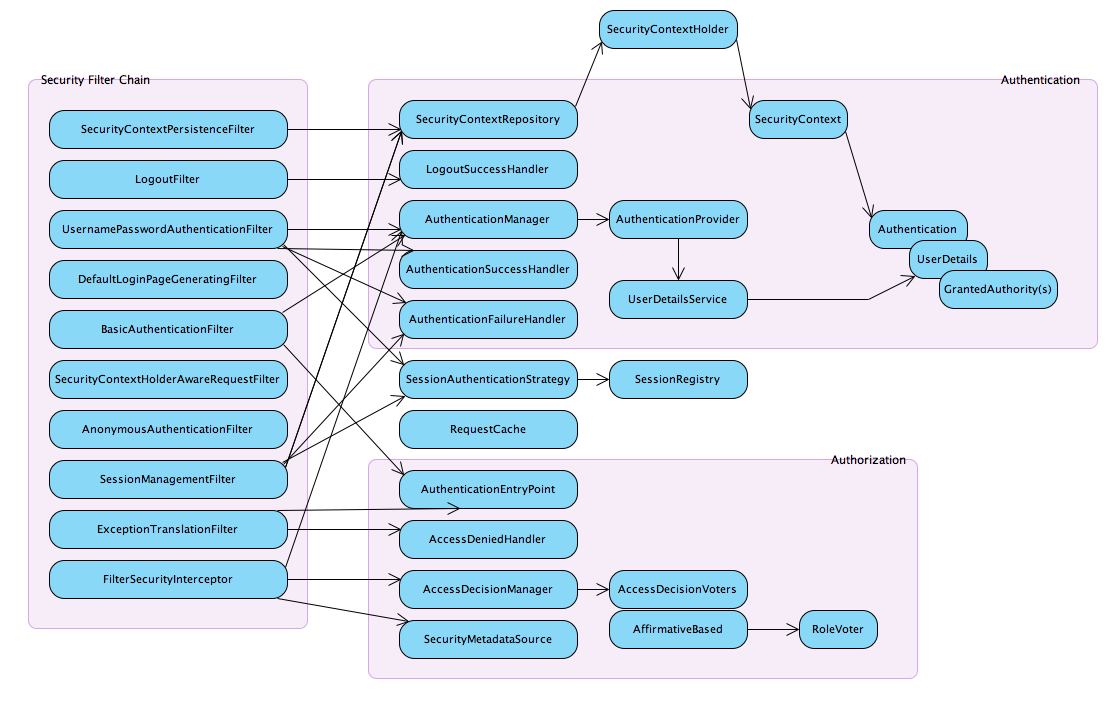 SecurityContextHolder
Security Filter Chain
Authentication
SecurityContextPersistenceFilter
LogoutFilter
UsernamePasswordAuthenticationFilter
DefaultLoginPageGeneratingFilter
BasicAuthenticationFilter
SecurityContextHolderAwareRequestFilter
AnonymousAuthenticationFilter
SessionManagementFilter
ExceptionTranslationFilter
FilterSecurityInterceptor
SecurityContextRepository
LogoutSuccessHandler
AuthenticationManager
AuthenticationSuccessHandler
AuthenticationFailureHandler
AuthenticationProvider
UserDetailsService
SecurityContext
Authentication
UserDetails
GrantedAuthority(s)
SessionAuthenticationStrategy
SessionRegistry
RequestCache
Authorization
AuthenticationEntryPoint
AccessDeniedHandler
AccessDecisionManager
SecurityMetadataSource
AccessDecisionVoters
AffirmativeBased
RoleVoter